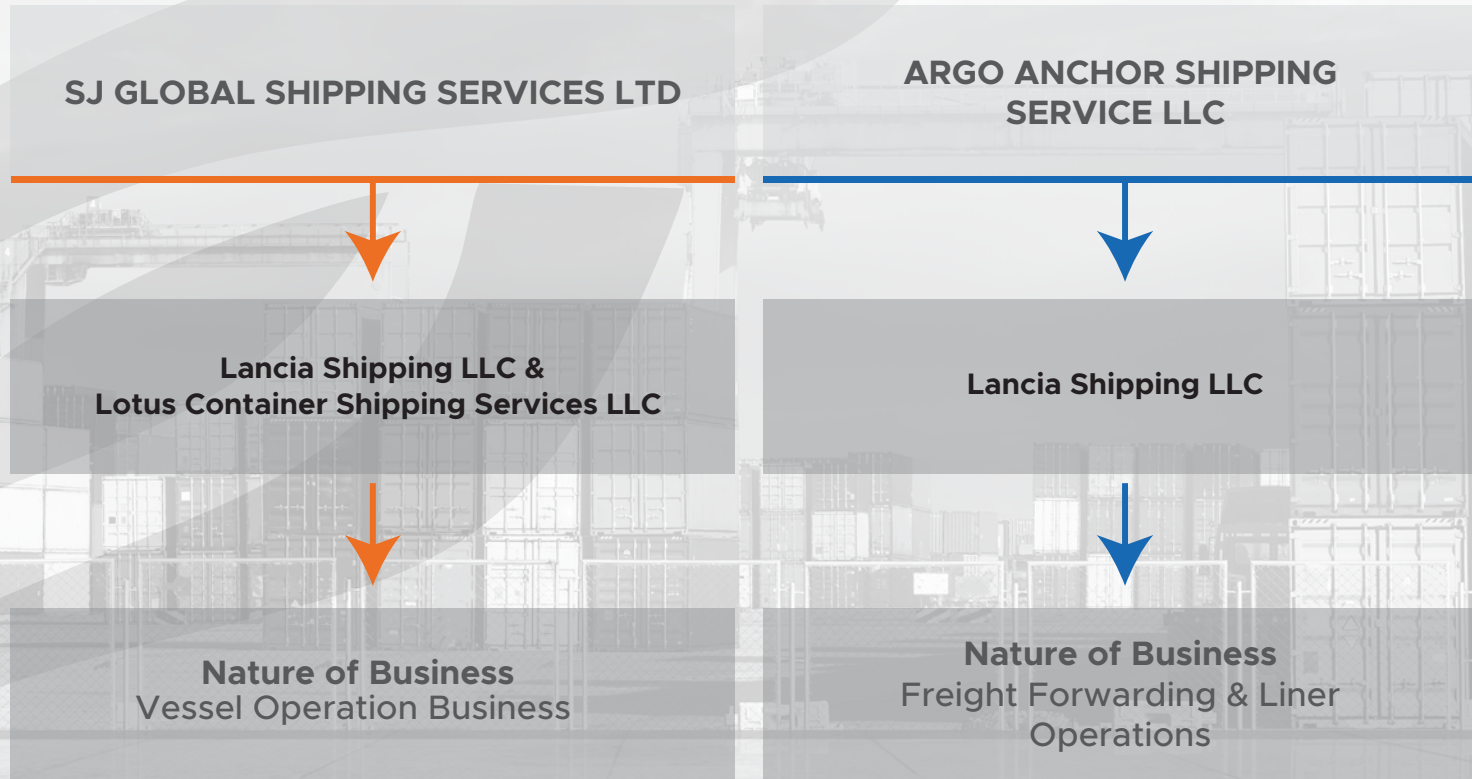 SJ GLOBAL SHIPPING SERVICES LTD
Lancia Shipping LLC &
Lotus Container Shipping Services LLC
Nature of Business
Vessel Operation Business
ARGO ANCHOR SHIPPING
SERVICE LLC
Lancia Shipping LLC
Nature of Business
Freight Forwarding & Liner
Operations